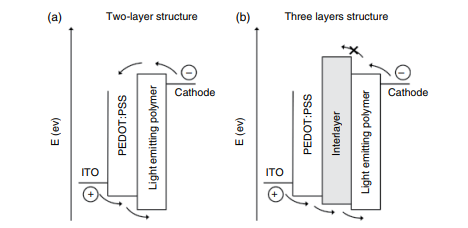 (a)
Two-layer structure
E (ev)
ITO
+
PEDOT:PSS
Light emitting polymer
−
Cathode
(b)
Three layers structure
E (ev)
ITO
+
PEDOT:PSS
Interlayer
Light emitting polymer
−
Cathode